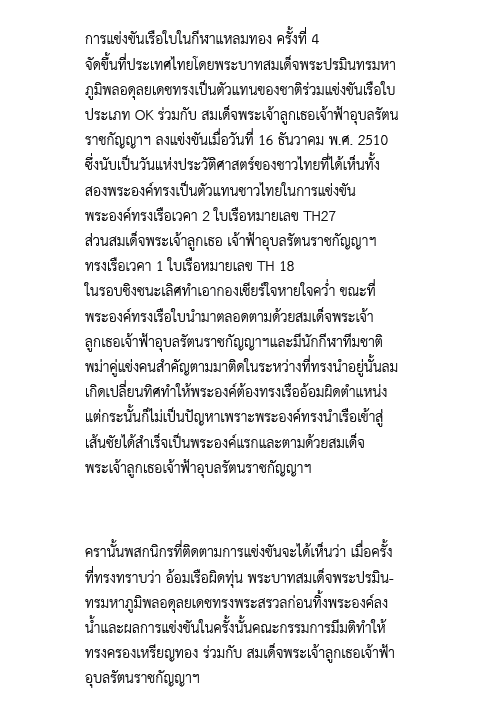 การแข่งขันเรือใบในกีฬาแหลมทอง ครั้งที่ 4
จัดขึ้นที่ประเทศไทยโดยพระบาทสมเด็จพระปรมินทรมหา
ภูมิพลอดุลยเดชทรงเป็นตัวแทนของชาติร่วมแข่งขันเรือใบ
ประเภท OK ร่วมกับ สมเด็จพระเจ้าลูกเธอเจ้าฟ้าอุบลรัตน
ราชกัญญาฯ ลงแข่งขันเมื่อวันที่ 16 ธันวาคม พ.ศ. 2510
ซึ่งนับเป็นวันแห่งประวัติศาสตร์ของชาวไทยที่ได้เห็นทั้ง
สองพระองค์ทรงเป็นตัวแทนชาวไทยในการแข่งขัน
พระองค์ทรงเรือเวคา 2 ใบเรือหมายเลข TH27
ส่วนสมเด็จพระเจ้าลูกเธอ เจ้าฟ้าอุบลรัตนราชกัญญาฯ
ทรงเรือเวคา 1 ใบเรือหมายเลข TH 18
ในรอบชิงชนะเลิศทำเอากองเชียร์ใจหายใจคว่ำ ขณะที่
พระองค์ทรงเรือใบนำมาตลอดตามด้วยสมเด็จพระเจ้า
ลูกเธอเจ้าฟ้าอุบลรัตนราชกัญญาฯและมีนักกีฬาทีมชาติ
พม่าคู่แข่งคนสำคัญตามมาติดในระหว่างที่ทรงนำอยู่นั้นลม
เกิดเปลี่ยนทิศทำให้พระองค์ต้องทรงเรืออ้อมผิดตำแหน่ง
แต่กระนั้นก็ไม่เป็นปัญหาเพราะพระองค์ทรงนำเรือเข้าสู่
เส้นชัยได้สำเร็จเป็นพระองค์แรกและตามด้วยสมเด็จ
พระเจ้าลูกเธอเจ้าฟ้าอุบลรัตนราชกัญญาฯ
ครานั้นพสกนิกรที่ติดตามการแข่งขันจะได้เห็นว่า เมื่อครั้ง
ที่ทรงทราบว่า อ้อมเรือผิดทุ่น พระบาทสมเด็จพระปรมิน-
ทรมหาภูมิพลอดุลยเดชทรงพระสรวลก่อนทิ้งพระองค์ลง
น้ำและผลการแข่งขันในครั้งนั้นคณะกรรมการมีมติทำให้
ทรงครองเหรียญทอง ร่วมกับ สมเด็จพระเจ้าลูกเธอเจ้าฟ้า
อุบลรัตนราชกัญญาฯ